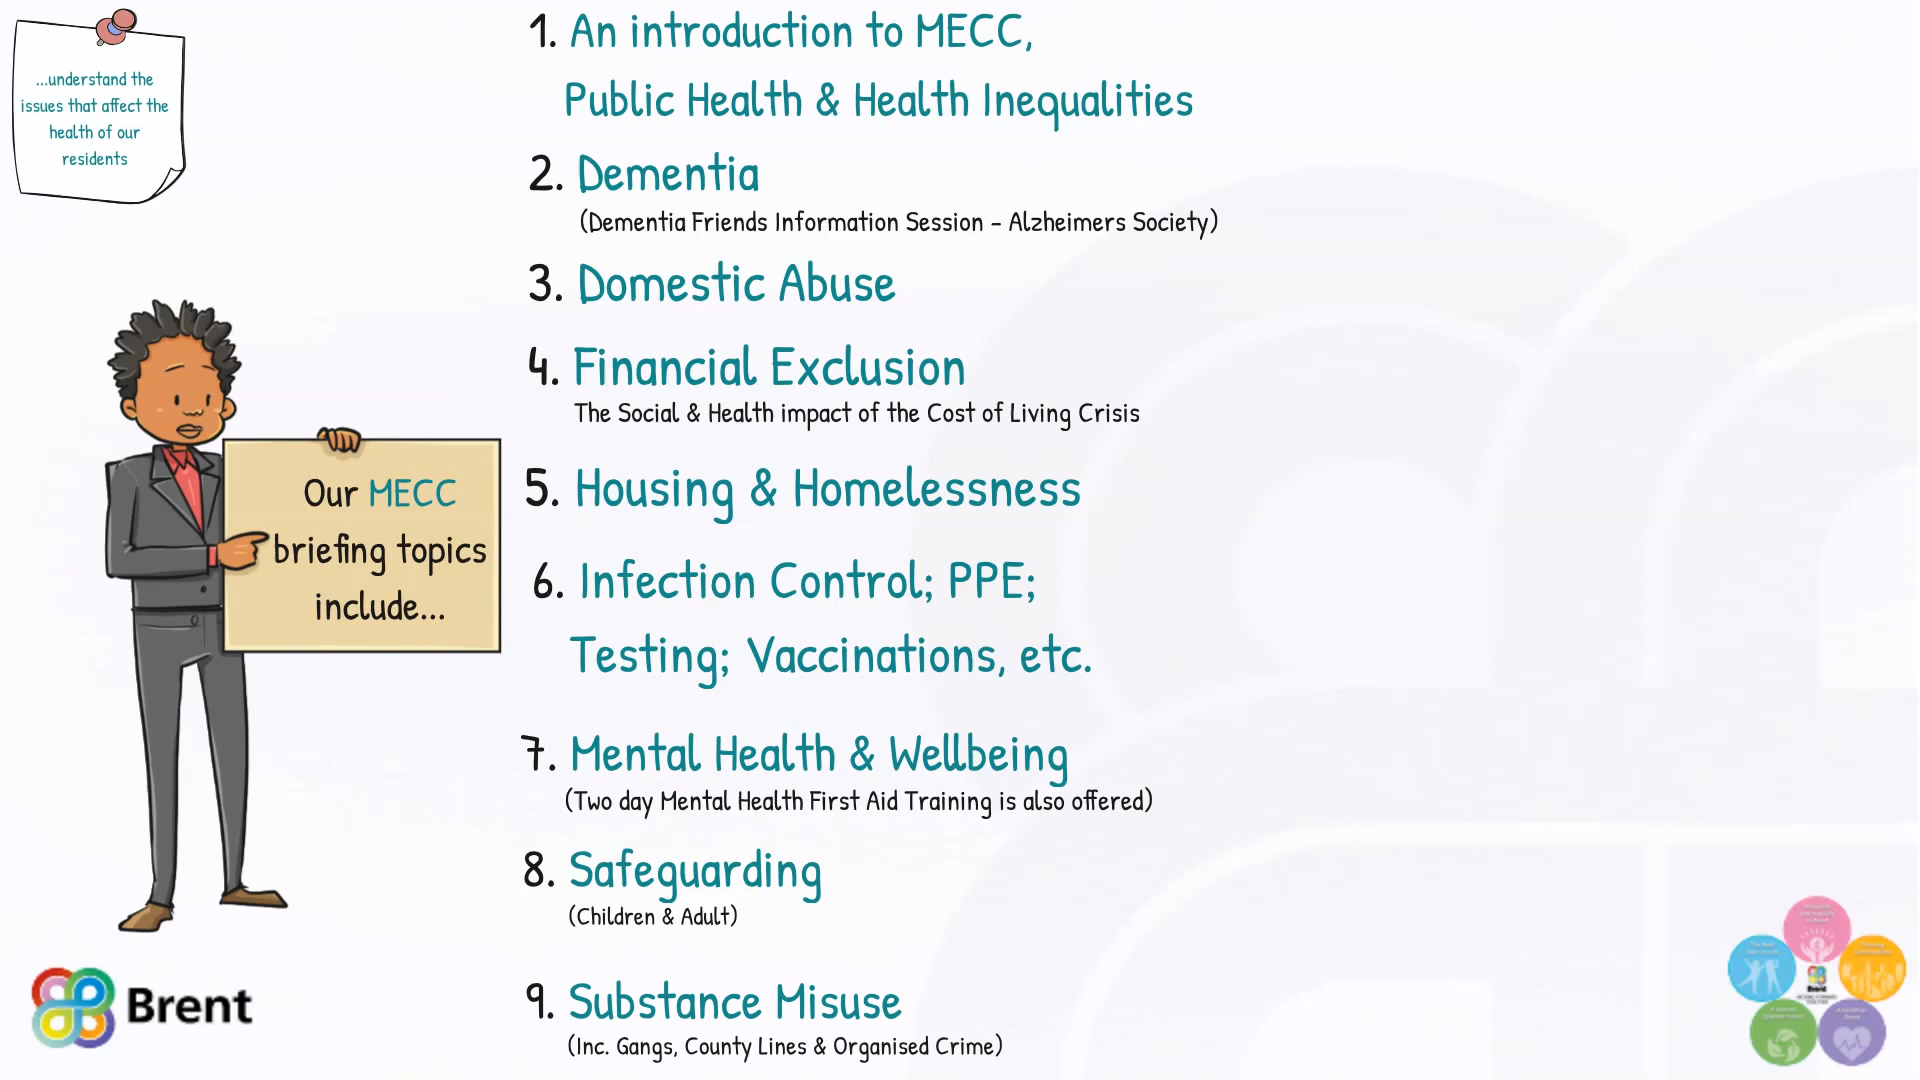 ...understand the
issues that affect the
health of our
residents
Our MECC
briefing topics
include...
1. An introduction to MECC,
Public Health & Health Inequalities
2. Dementia
(Dementia Friends Information Session - Alzheimers Society)
3. Domestic Abuse
4. Financial Exclusion
The Social & Health impact of the Cost of Living Crisis
5. Housing & Homelessness
6. Infection Control; PPE;
Testing; Vaccinations, etc.
7. Mental Health & Wellbeing
(Two day Mental Health First Aid Training is also offered)
8. Safeguarding
(Children & Adult)
9. Substance Misuse
(Inc. Gangs, County Lines & Organised Crime)
Brent